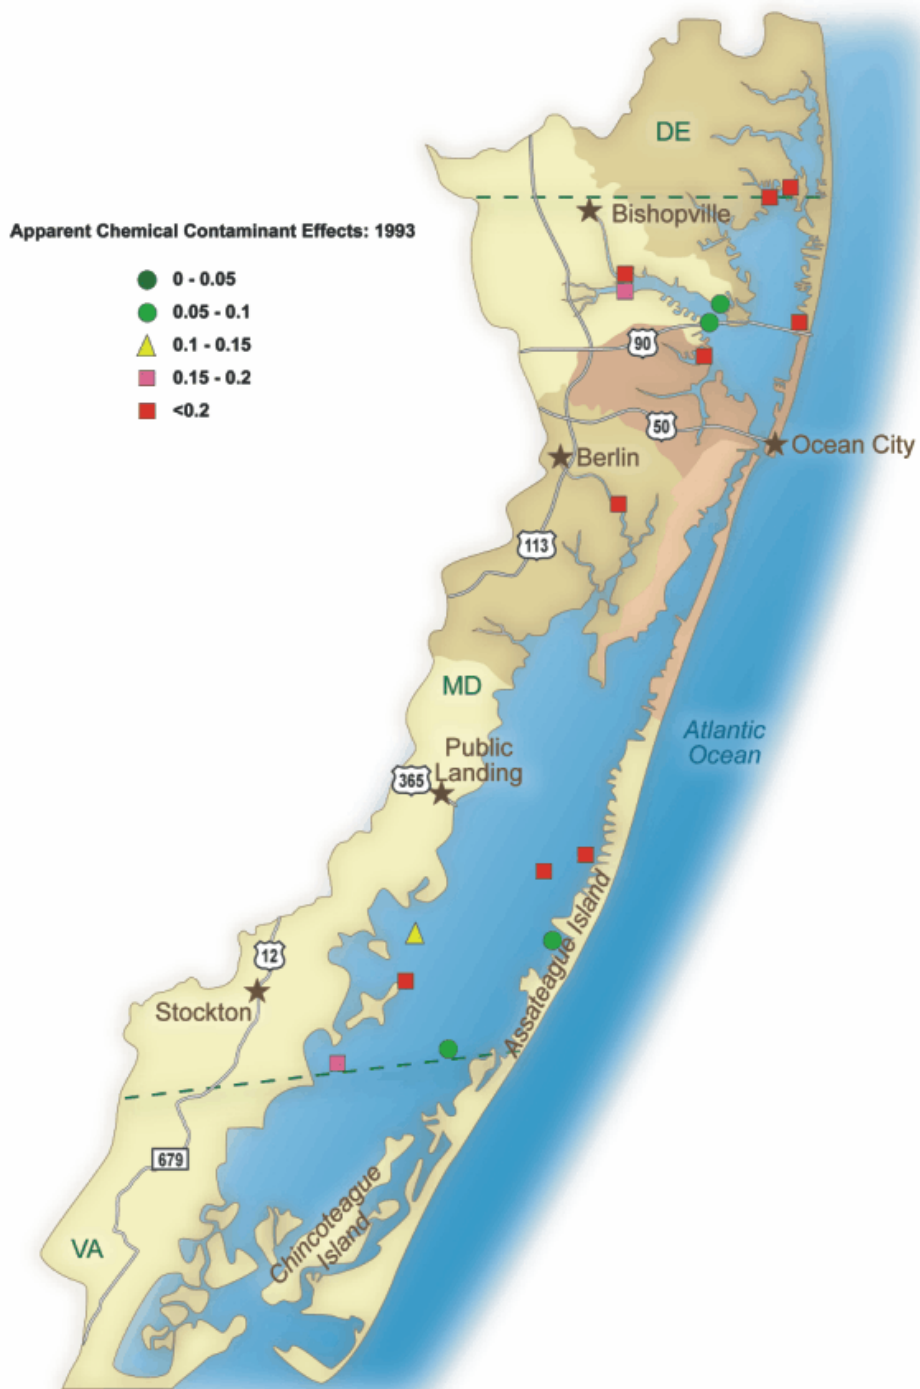 DE
Bishopville
Apparent Chemical Contaminant Effects: 1993
0 - 0.05
0.05 - 0.1
0.1 - 0.15
0.15 - 0.2
<0.2
90
50
Ocean City
Berlin
113
MD
Atlantic
Ocean
Public
Landing
365
Assateague Island
12
Stockton
679
Chincoteague
Island
VA